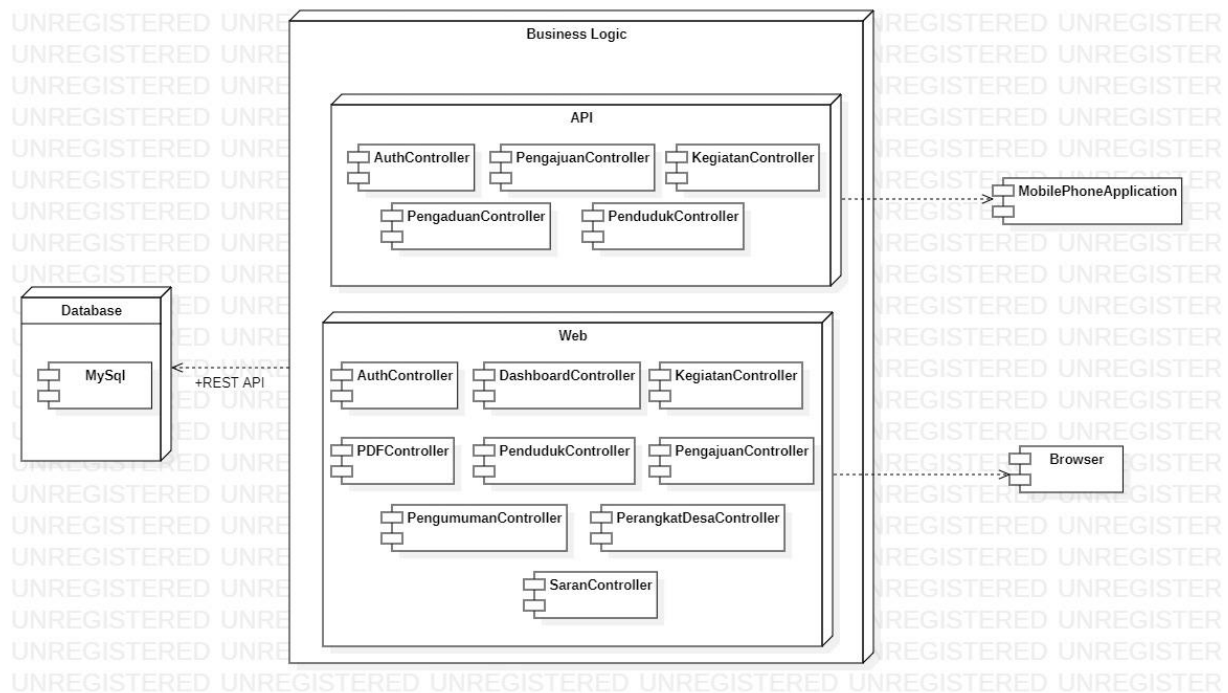 Business Logic
API
AuthController
PengajuanController
KegiatanController
PengaduanController
PendudukController
MobilePhoneApplication
Database
MySql
+REST API
Web
AuthController
DashboardController
KegiatanController
PDFController
PendudukController
PengajuanController
Browser
PengumumanController
PerangkatDesaController
SaranController
UNREGISTERED UNREGISTERED UNREGISTERED UNREGISTERED UNREGISTERED UNREGISTERED